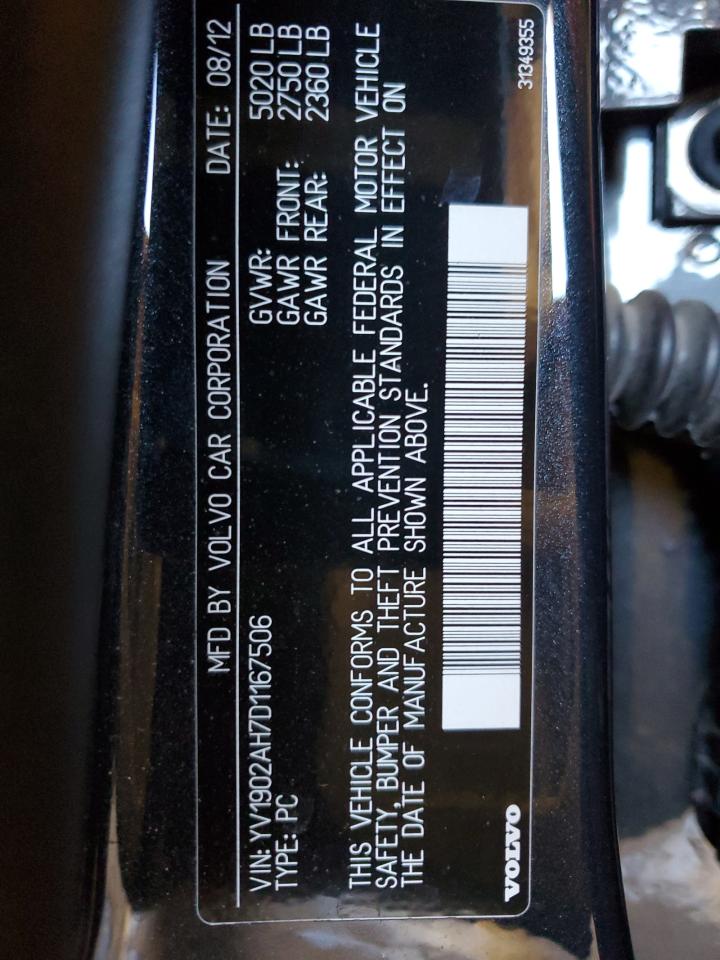 MFD BY VOLVO CAR CORPORATION DATE: 08/12
GVWR: 5020 LB
GAWR FRONT: 2750 LB
GAWR REAR: 2360 LB
VIN: YV1902AH7D1167506
TYPE: PC
THIS VEHICLE CONFORMS TO ALL APPLICABLE FEDERAL MOTOR VEHICLE
SAFETY, BUMPER AND THEFT PREVENTION STANDARDS IN EFFECT ON
THE DATE OF MANUFACTURE SHOWN ABOVE.
VOLVO
31349355